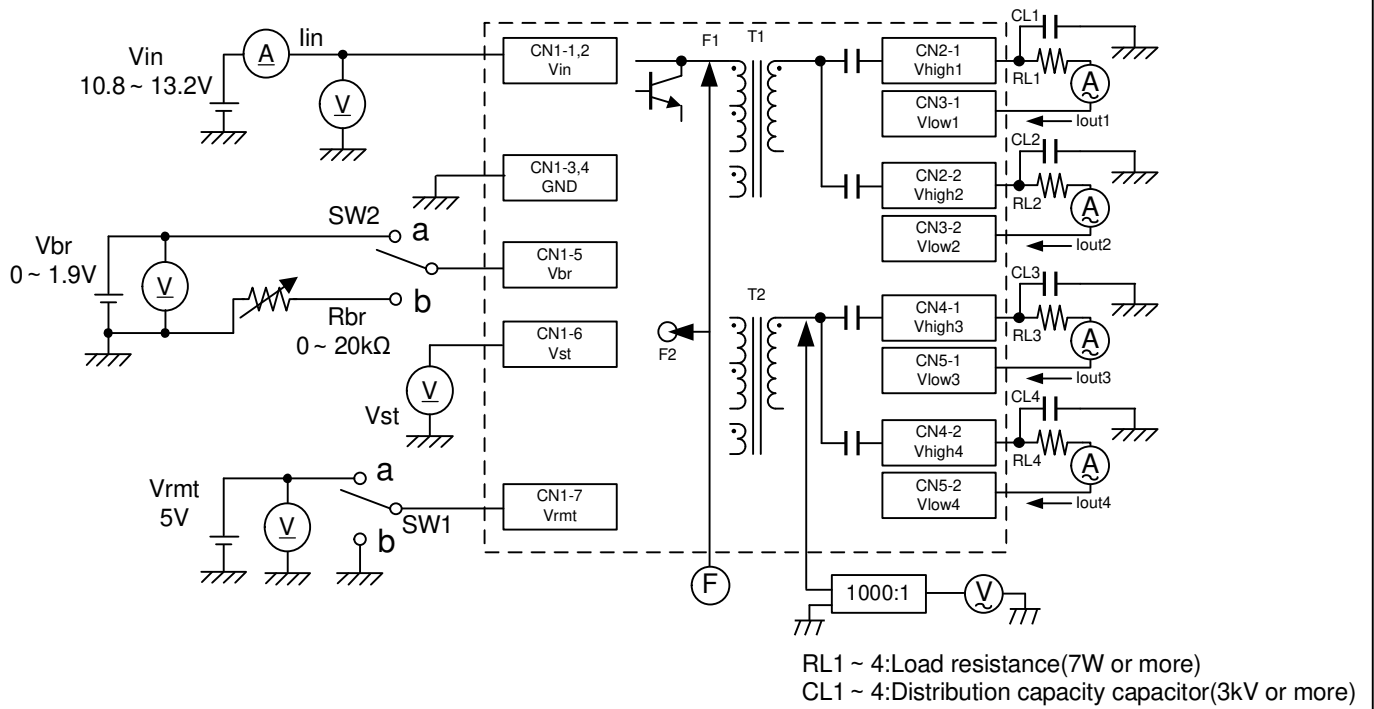 Vin
10.8 ~ 13.2V
A
Iin
V
CN1-1,2
Vin
CN1-3,4
GND
SW2
a
b
Vbr
0 ~ 1.9V
V
Rbr
0 ~ 20kΩ
CN1-5
Vbr
CN1-6
Vst
V
Vst
Vrmt
5V
V
a
SW1
b
CN1-7
Vrmt
F1
T1
F2
T2
F
CN2-1
Vhigh1
CN3-1
Vlow1
CL1
RL1
A
Iout1
CN2-2
Vhigh2
CN3-2
Vlow2
CL2
RL2
A
Iout2
CN4-1
Vhigh3
CN5-1
Vlow3
CL3
RL3
A
Iout3
CN4-2
Vhigh4
CN5-2
Vlow4
CL4
RL4
A
Iout4
1000:1
V
RL1 ~ 4:Load resistance(7W or more)
CL1 ~ 4:Distribution capacity capacitor(3kV or more)